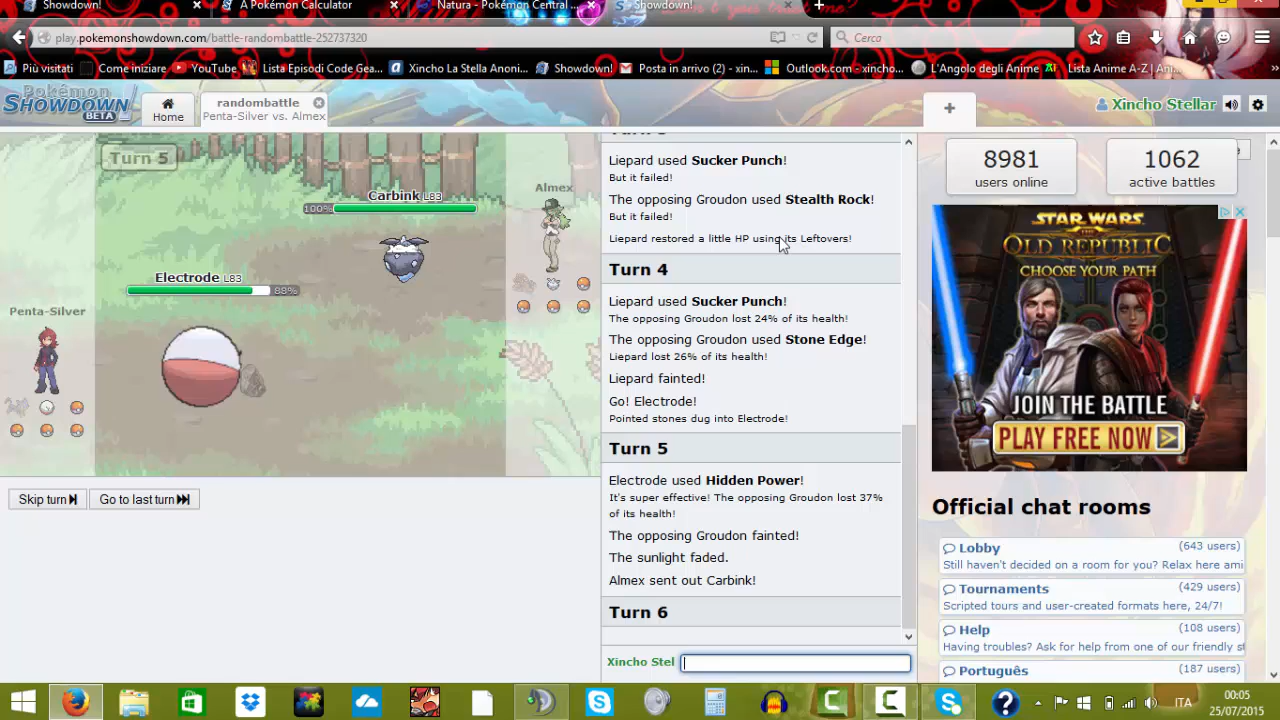 Showdown!
A Pokémon Calculator
Natura - Pokémon Central ...
Showdown!
play.pokemonshowdown.com/battle-randombattle-252737320
Cerca
Più visitati
Come iniziare
YouTube
Lista Episodi Code Gea...
Xincho La Stella Anoni...
Showdown!
Posta in arrivo (2) - xin...
Outlook.com - xincho...
L'Angolo degli Anime
Lista Anime A-Z | Ani...
Pokémon
SHOWDOWN
BETA
Home
randombattle
Penta-Silver vs. Almex
Xincho Stellar
Turn 5
Carbink L83
100%
Almex
Electrode L83
88%
Penta-Silver
Skip turn
Go to last turn
Liepard used Sucker Punch!
But it failed!
The opposing Groudon used Stealth Rock!
But it failed!
Liepard restored a little HP using its Leftovers!
Turn 4
Liepard used Sucker Punch!
The opposing Groudon lost 24% of its health!
The opposing Groudon used Stone Edge!
Liepard lost 26% of its health!
Liepard fainted!
Go! Electrode!
Pointed stones dug into Electrode!
Turn 5
Electrode used Hidden Power!
It's super effective! The opposing Groudon lost 37%
of its health!
The opposing Groudon fainted!
The sunlight faded.
Almex sent out Carbink!
Turn 6
Xincho Stel
8981
users online
1062
active battles
STAR WARS
THE OLD REPUBLIC
CHOOSE YOUR PATH
JOIN THE BATTLE
PLAY FREE NOW
Official chat rooms
Lobby
(643 users)
Still haven't decided on a room for you? Relax here ami
Tournaments
(429 users)
Scripted tours and user-created formats here, 24/7!
Help
(108 users)
Having troubles? Ask for help from one of our friendly st
Português
(187 users)
ITA
00:05
25/07/2015